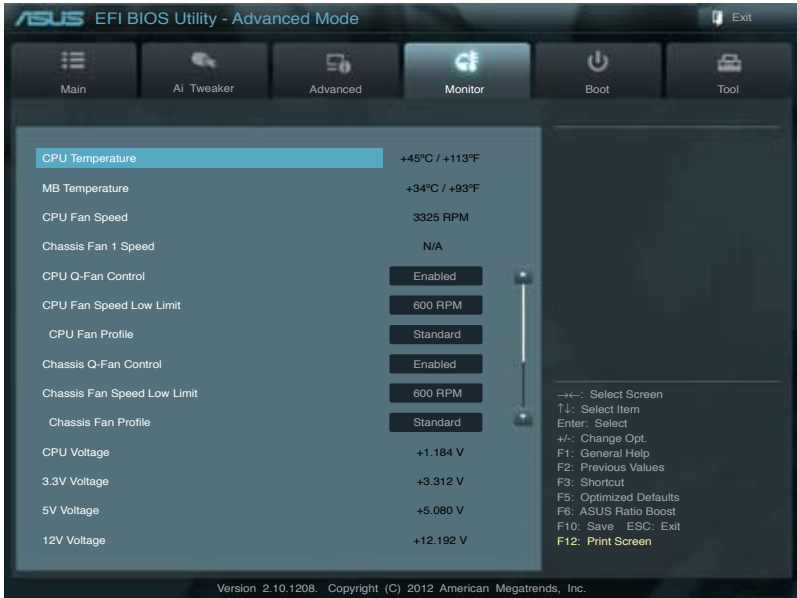 ASUS EFI BIOS Utility - Advanced Mode
Exit
Main
Ai Tweaker
Advanced
Monitor
Boot
Tool
CPU Temperature +45°C / +113°F
MB Temperature +34°C / +93°F
CPU Fan Speed 3325 RPM
Chassis Fan 1 Speed N/A
CPU Q-Fan Control Enabled
CPU Fan Speed Low Limit 600 RPM
CPU Fan Profile Standard
Chassis Q-Fan Control Enabled
Chassis Fan Speed Low Limit 600 RPM
Chassis Fan Profile Standard
CPU Voltage +1.184 V
3.3V Voltage +3.312 V
5V Voltage +5.080 V
12V Voltage +12.192 V
→←: Select Screen
↑↓: Select Item
Enter: Select
+/-: Change Opt.
F1: General Help
F2: Previous Values
F3: Shortcut
F5: Optimized Defaults
F6: ASUS Ratio Boost
F10: Save ESC: Exit
F12: Print Screen
Version 2.10.1208. Copyright (C) 2012 American Megatrends, Inc.